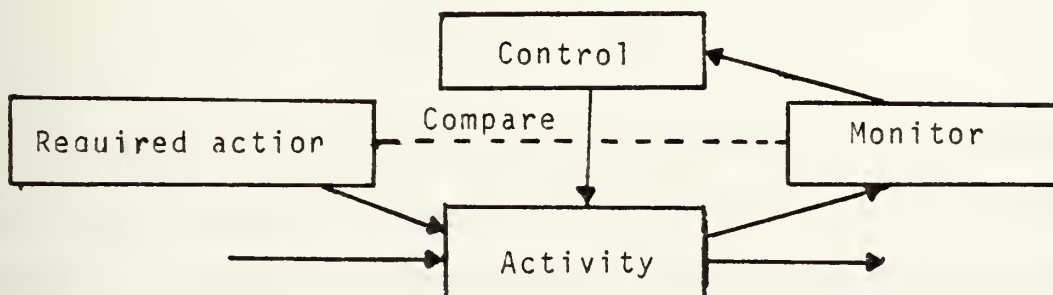 Control
Compare
Required action
Monitor
Activity